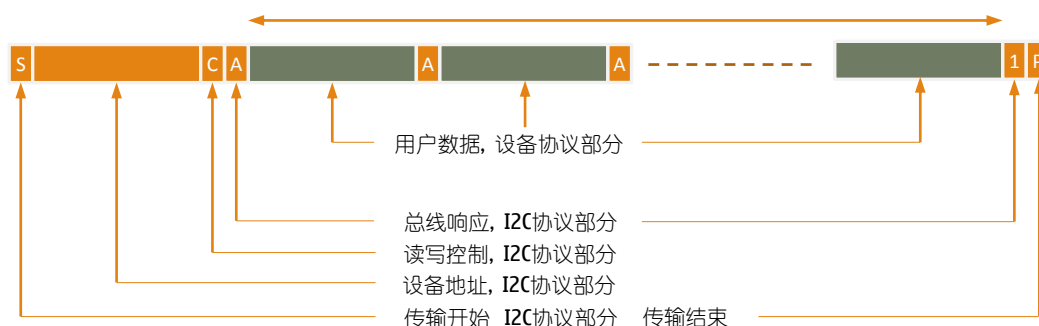 S C A A A 1 P
用户数据, 设备协议部分
总线响应, I2C协议部分
读写控制, I2C协议部分
设备地址, I2C协议部分
传输开始 I2C协议部分 传输结束